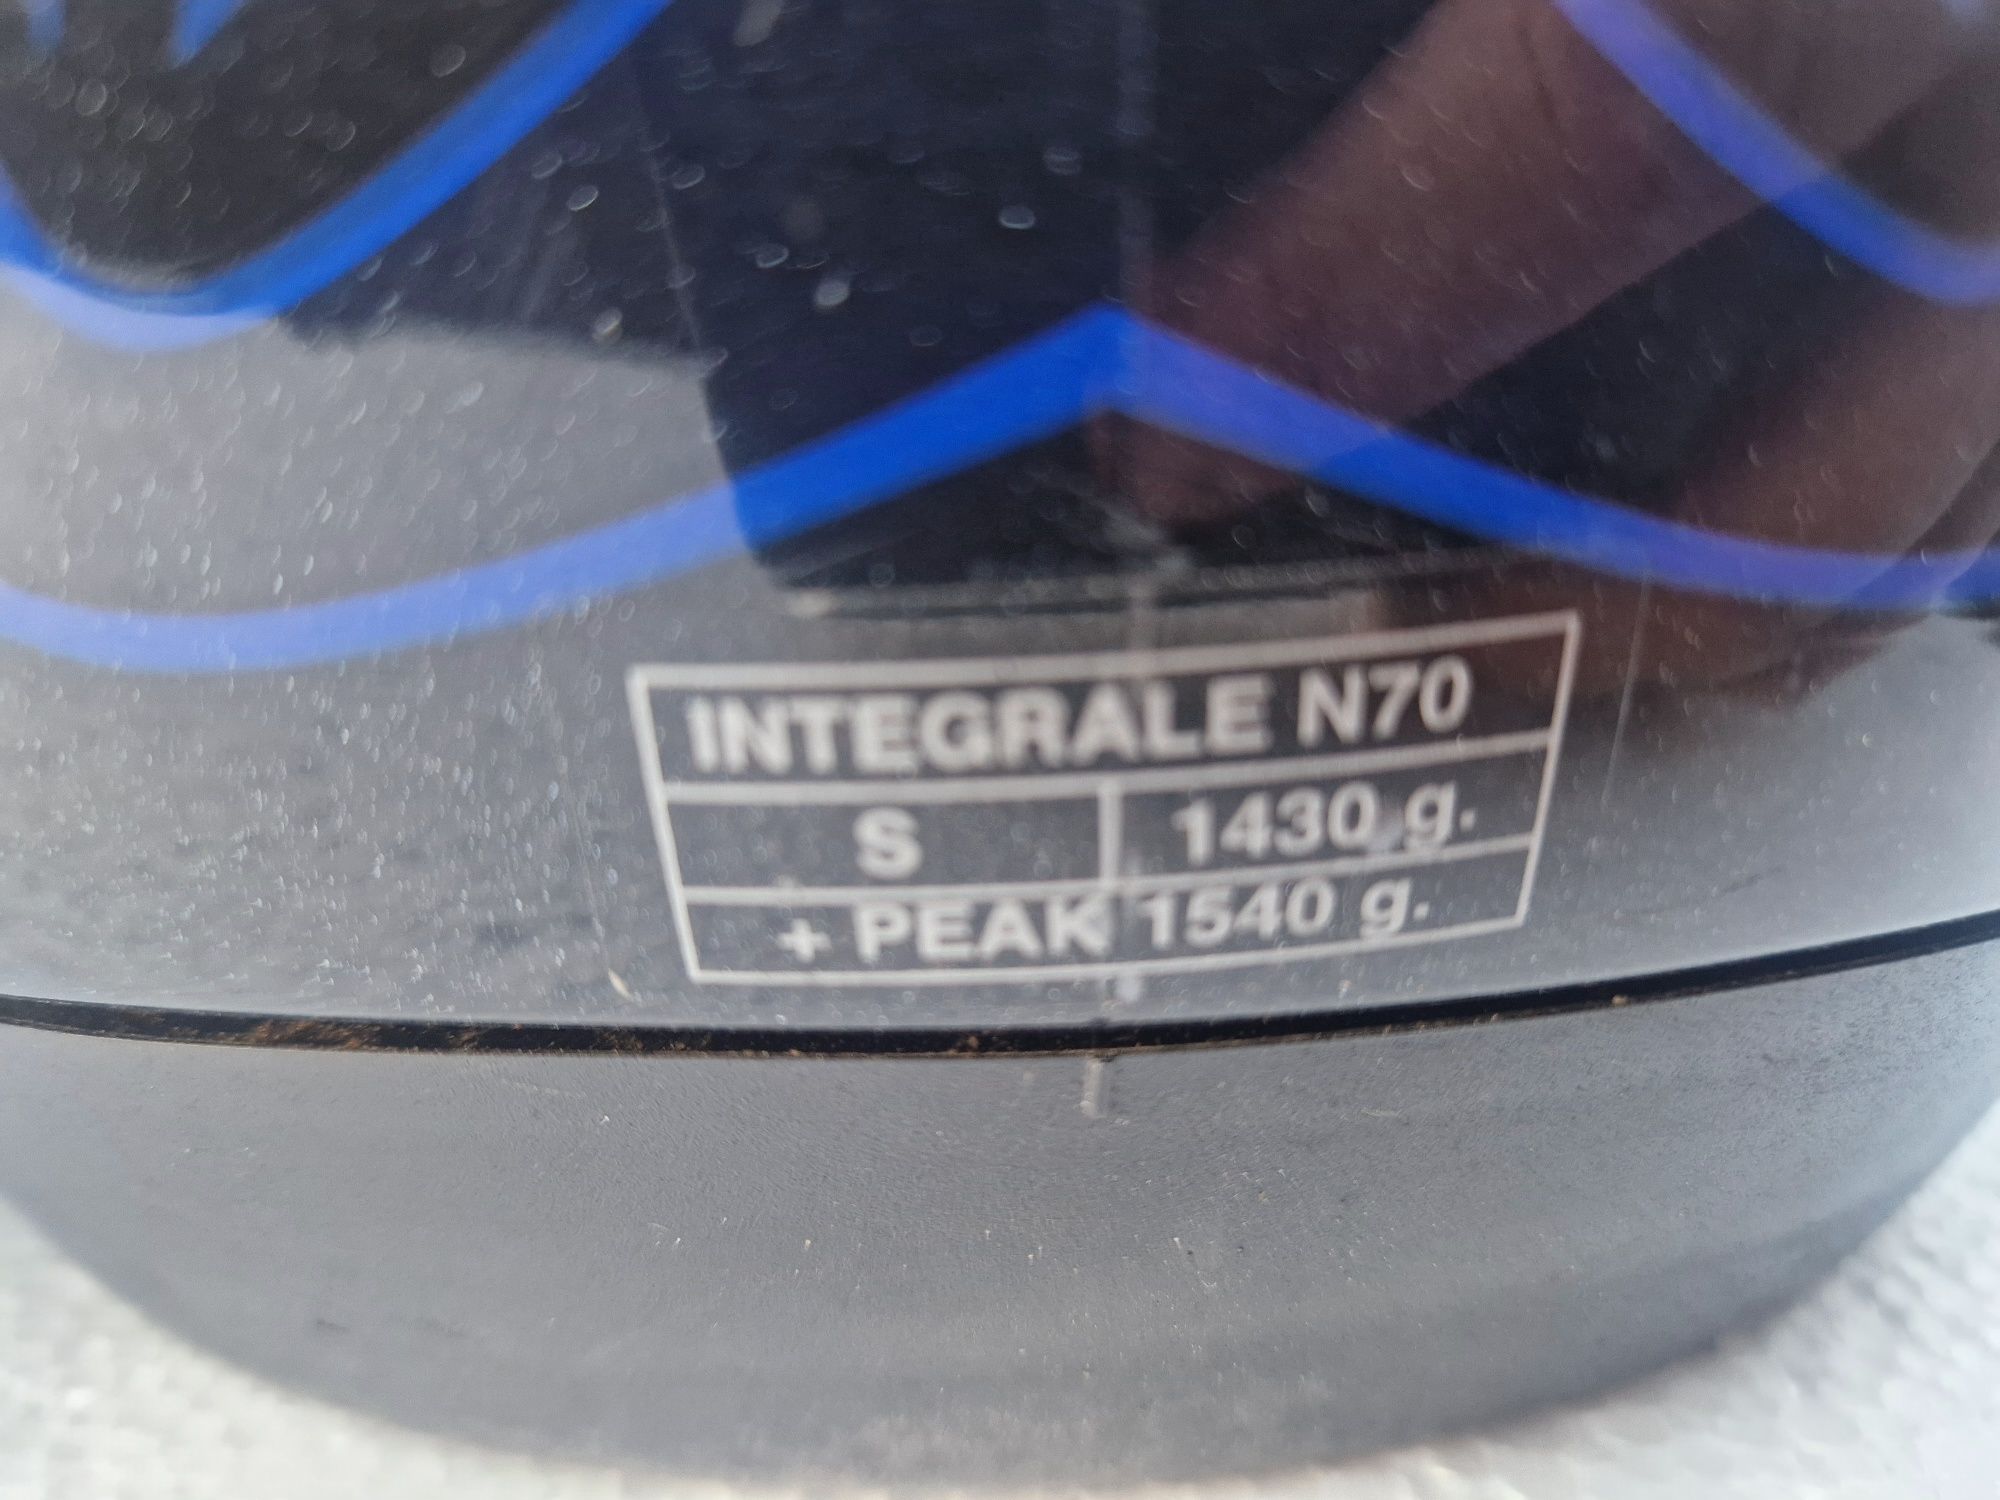 INTEGRALE N70
S 1430 g.
+ PEAK 1540 g.